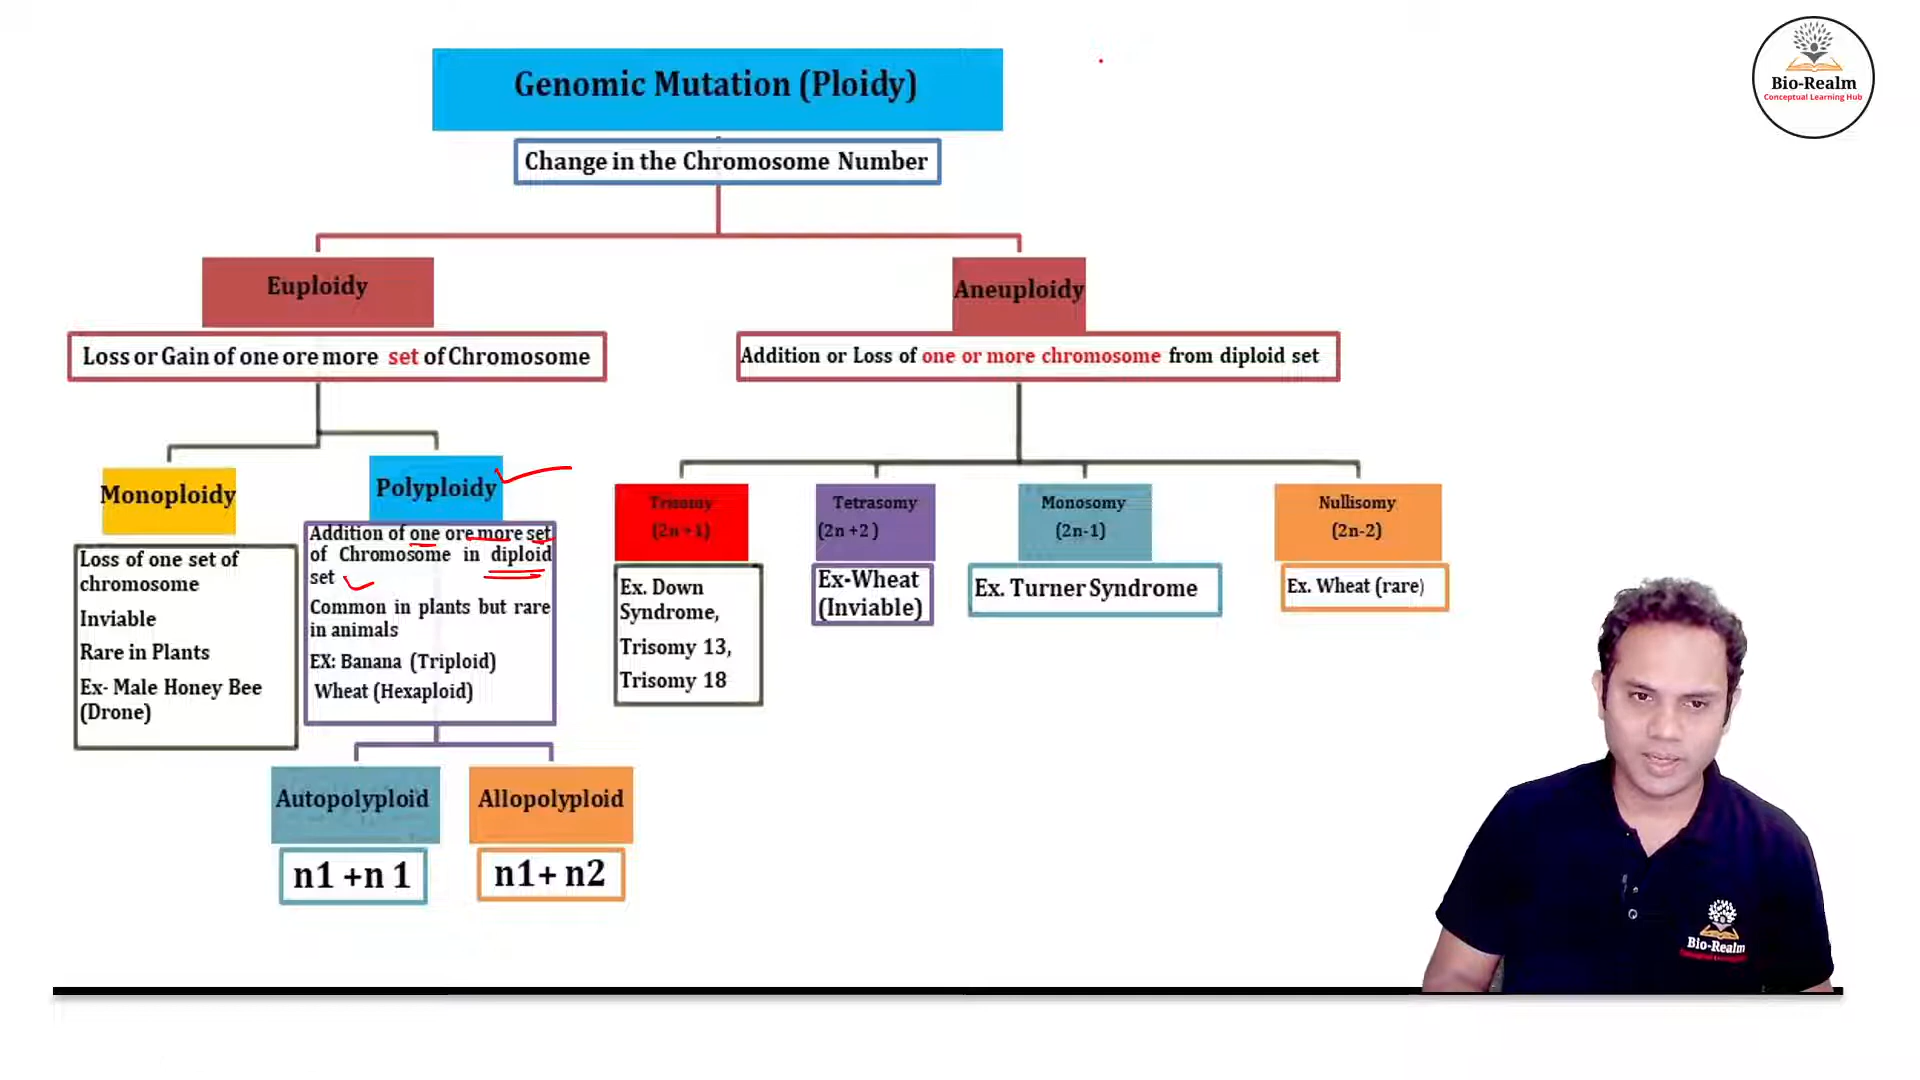 Genomic Mutation (Ploidy)
Bio-Realm
Conceptual Learning Hub
Change in the Chromosome Number
Euploidy
Aneuploidy
Loss or Gain of one ore more set of Chromosome
Addition or Loss of one or more chromosome from diploid set
Monoploidy
Loss of one set of
chromosome
Inviable
Rare in Plants
Ex- Male Honey Bee
(Drone)
Polyploidy
Addition of one ore more set
of Chromosome in diploid
set
Common in plants but rare
in animals
EX: Banana (Triploid)
Wheat (Hexaploid)
Autopolyploid
n1 +n 1
Allopolyploid
n1+ n2
Trisomy
(2n +1)
Ex. Down
Syndrome,
Trisomy 13,
Trisomy 18
Tetrasomy
(2n +2 )
Ex-Wheat
(Inviable)
Monosomy
(2n-1)
Ex. Turner Syndrome
Nullisomy
(2n-2)
Ex. Wheat (rare)
Bio-Realm